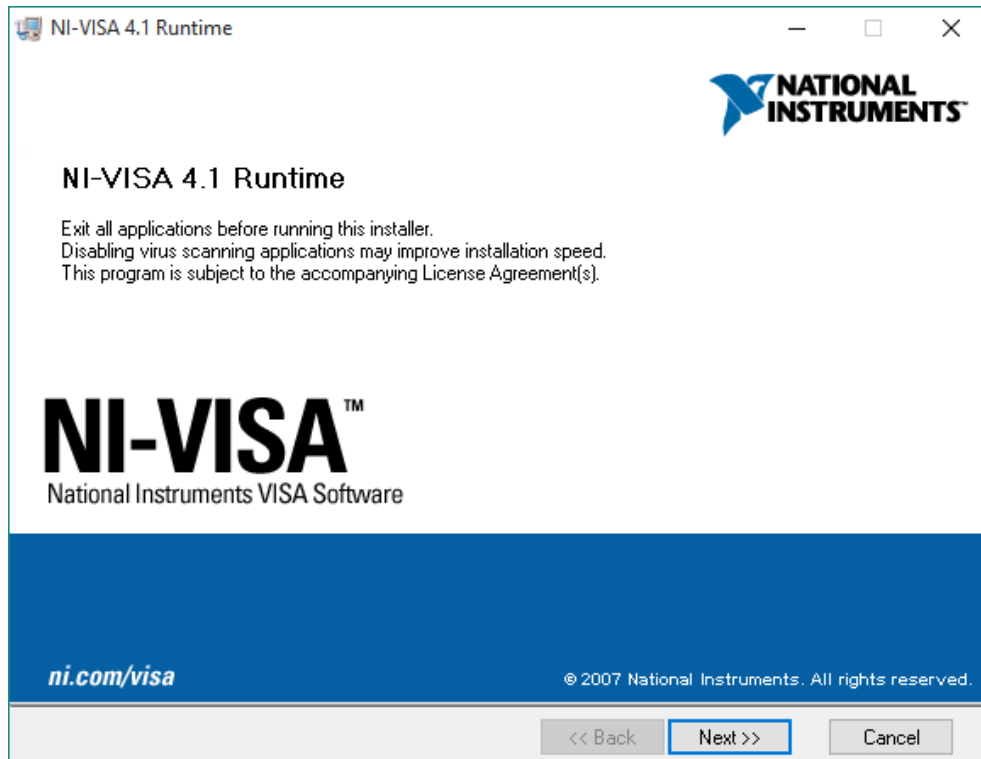 NI-VISA 4.1 Runtime
NATIONAL
INSTRUMENTS™
NI-VISA 4.1 Runtime
Exit all applications before running this installer.
Disabling virus scanning applications may improve installation speed.
This program is subject to the accompanying License Agreement(s).
NI-VISA™
National Instruments VISA Software
ni.com/visa
© 2007 National Instruments. All rights reserved.
<< Back
Next >>
Cancel